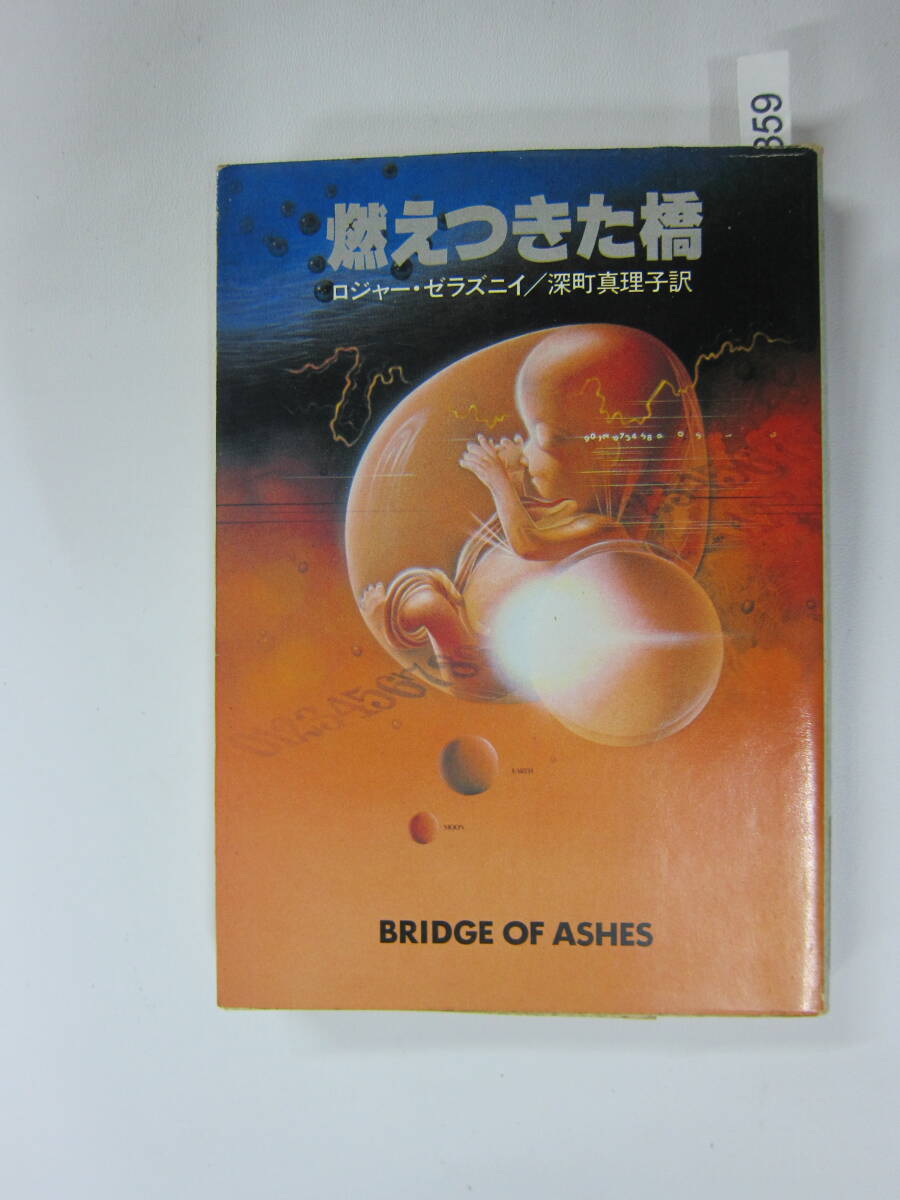 859
燃えつきた橋
ロジャー・ゼラズニイ/深町真理子訳
EARTH
MOON
BRIDGE OF ASHES